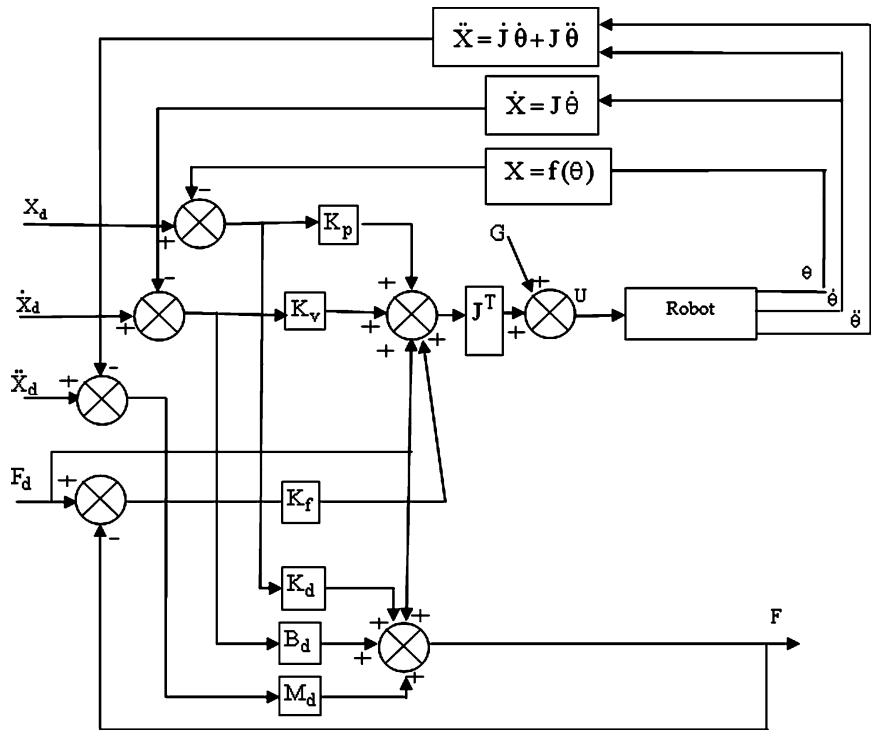 Ẍ = J̇ θ̇ + J θ̈
Ẋ = J θ̇
X = f(θ)
-
X_d
+
K_p
G
+
-
θ
+
Ẋ_d
+
K_v
+
+
+
+
J^T
+
U
Robot
θ̇
θ̈
-
Ẍ_d
+
F_d
+
K_f
-
K_d
+
+
B_d
+
F
M_d
+